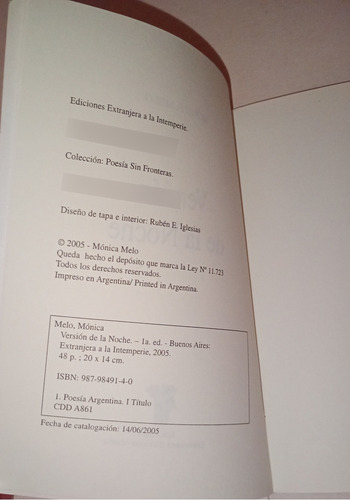 Ediciones Extranjera a la Intemperie.
Colección: Poesía Sin Fronteras.
Diseño de tapa e interior: Rubén E. Iglesias
© 2005 - Mónica Melo
Queda hecho el depósito que marca la Ley Nº 11.723
Todos los derechos reservados.
Impreso en Argentina/ Printed in Argentina.
Melo, Mónica
Versión de la Noche. – 1a. ed. - Buenos Aires:
Extranjera a la Intemperie, 2005.
48 p. ; 20 x 14 cm.
ISBN: 987-98491-4-0
1. Poesía Argentina. I Título
CDD A861
Fecha de catalogación: 14/06/2005